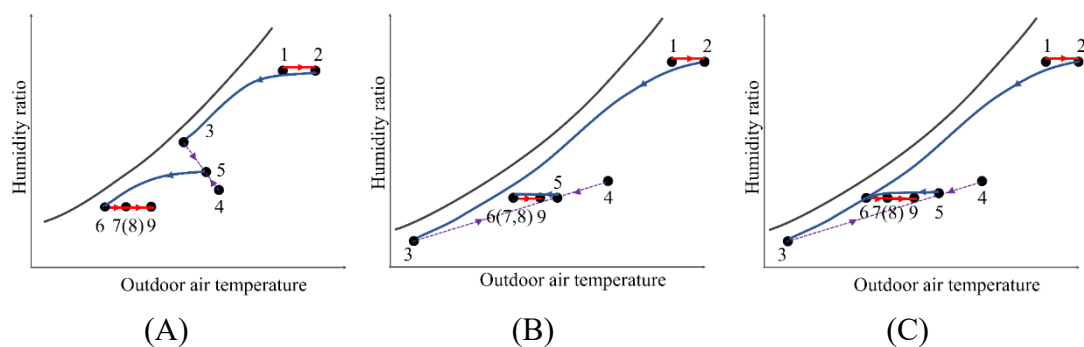 Humidity ratio
1 2
3
5
4
6 7(8) 9
Outdoor air temperature
(A)
Humidity ratio
1 2
5
4
6(7,8) 9
3
Outdoor air temperature
(B)
Humidity ratio
1 2
4
5
6 7(8) 9
3
Outdoor air temperature
(C)